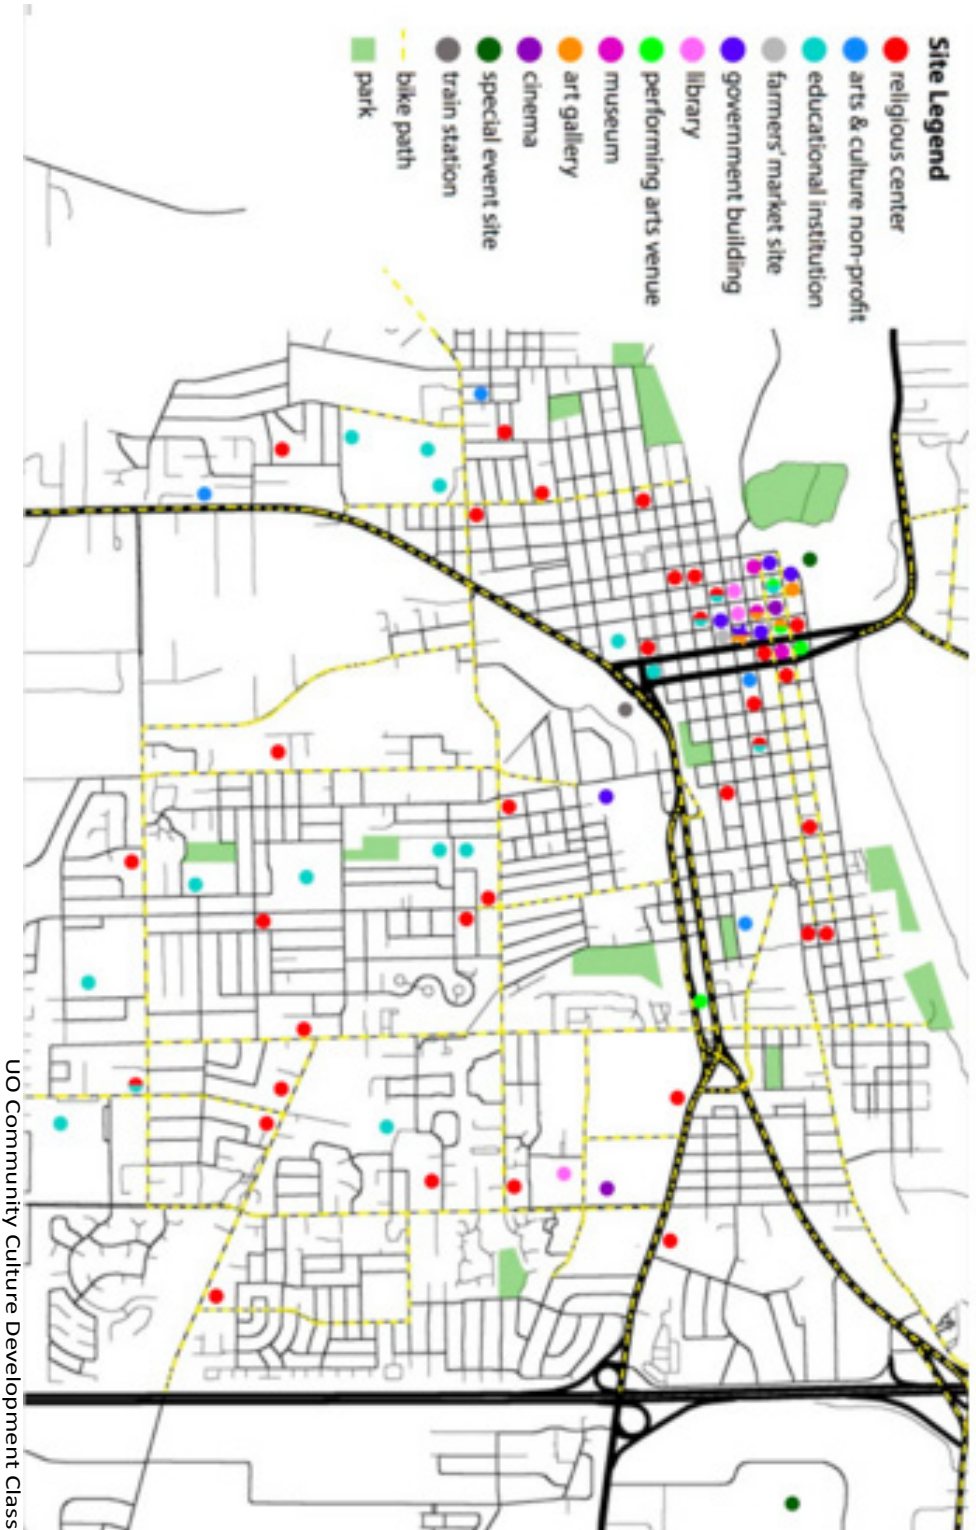 Site Legend
religious center
arts & culture non-profit
educational institution
farmers' market site
government building
library
performing arts venue
museum
art gallery
cinema
special event site
train station
bike path
park
UO Community Culture Development Class